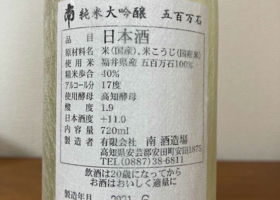 南 純米大吟醸 五百万石
品目 日本酒
原材料名 米(国産)、米こうじ(国産米)
使用米 福井県産 五百万石100%
精米歩合 40%
アルコール分 17度
使用酵母 高知酵母
酸度 1.9
日本酒度 +11.0
内容量 720ml
製造者 有限会社 南 酒造場
高知県安芸郡安田町安田1875
TEL(0887)38-6811
飲酒は20歳になってから
お酒はおいしく適量に
製造年月 2021. 6